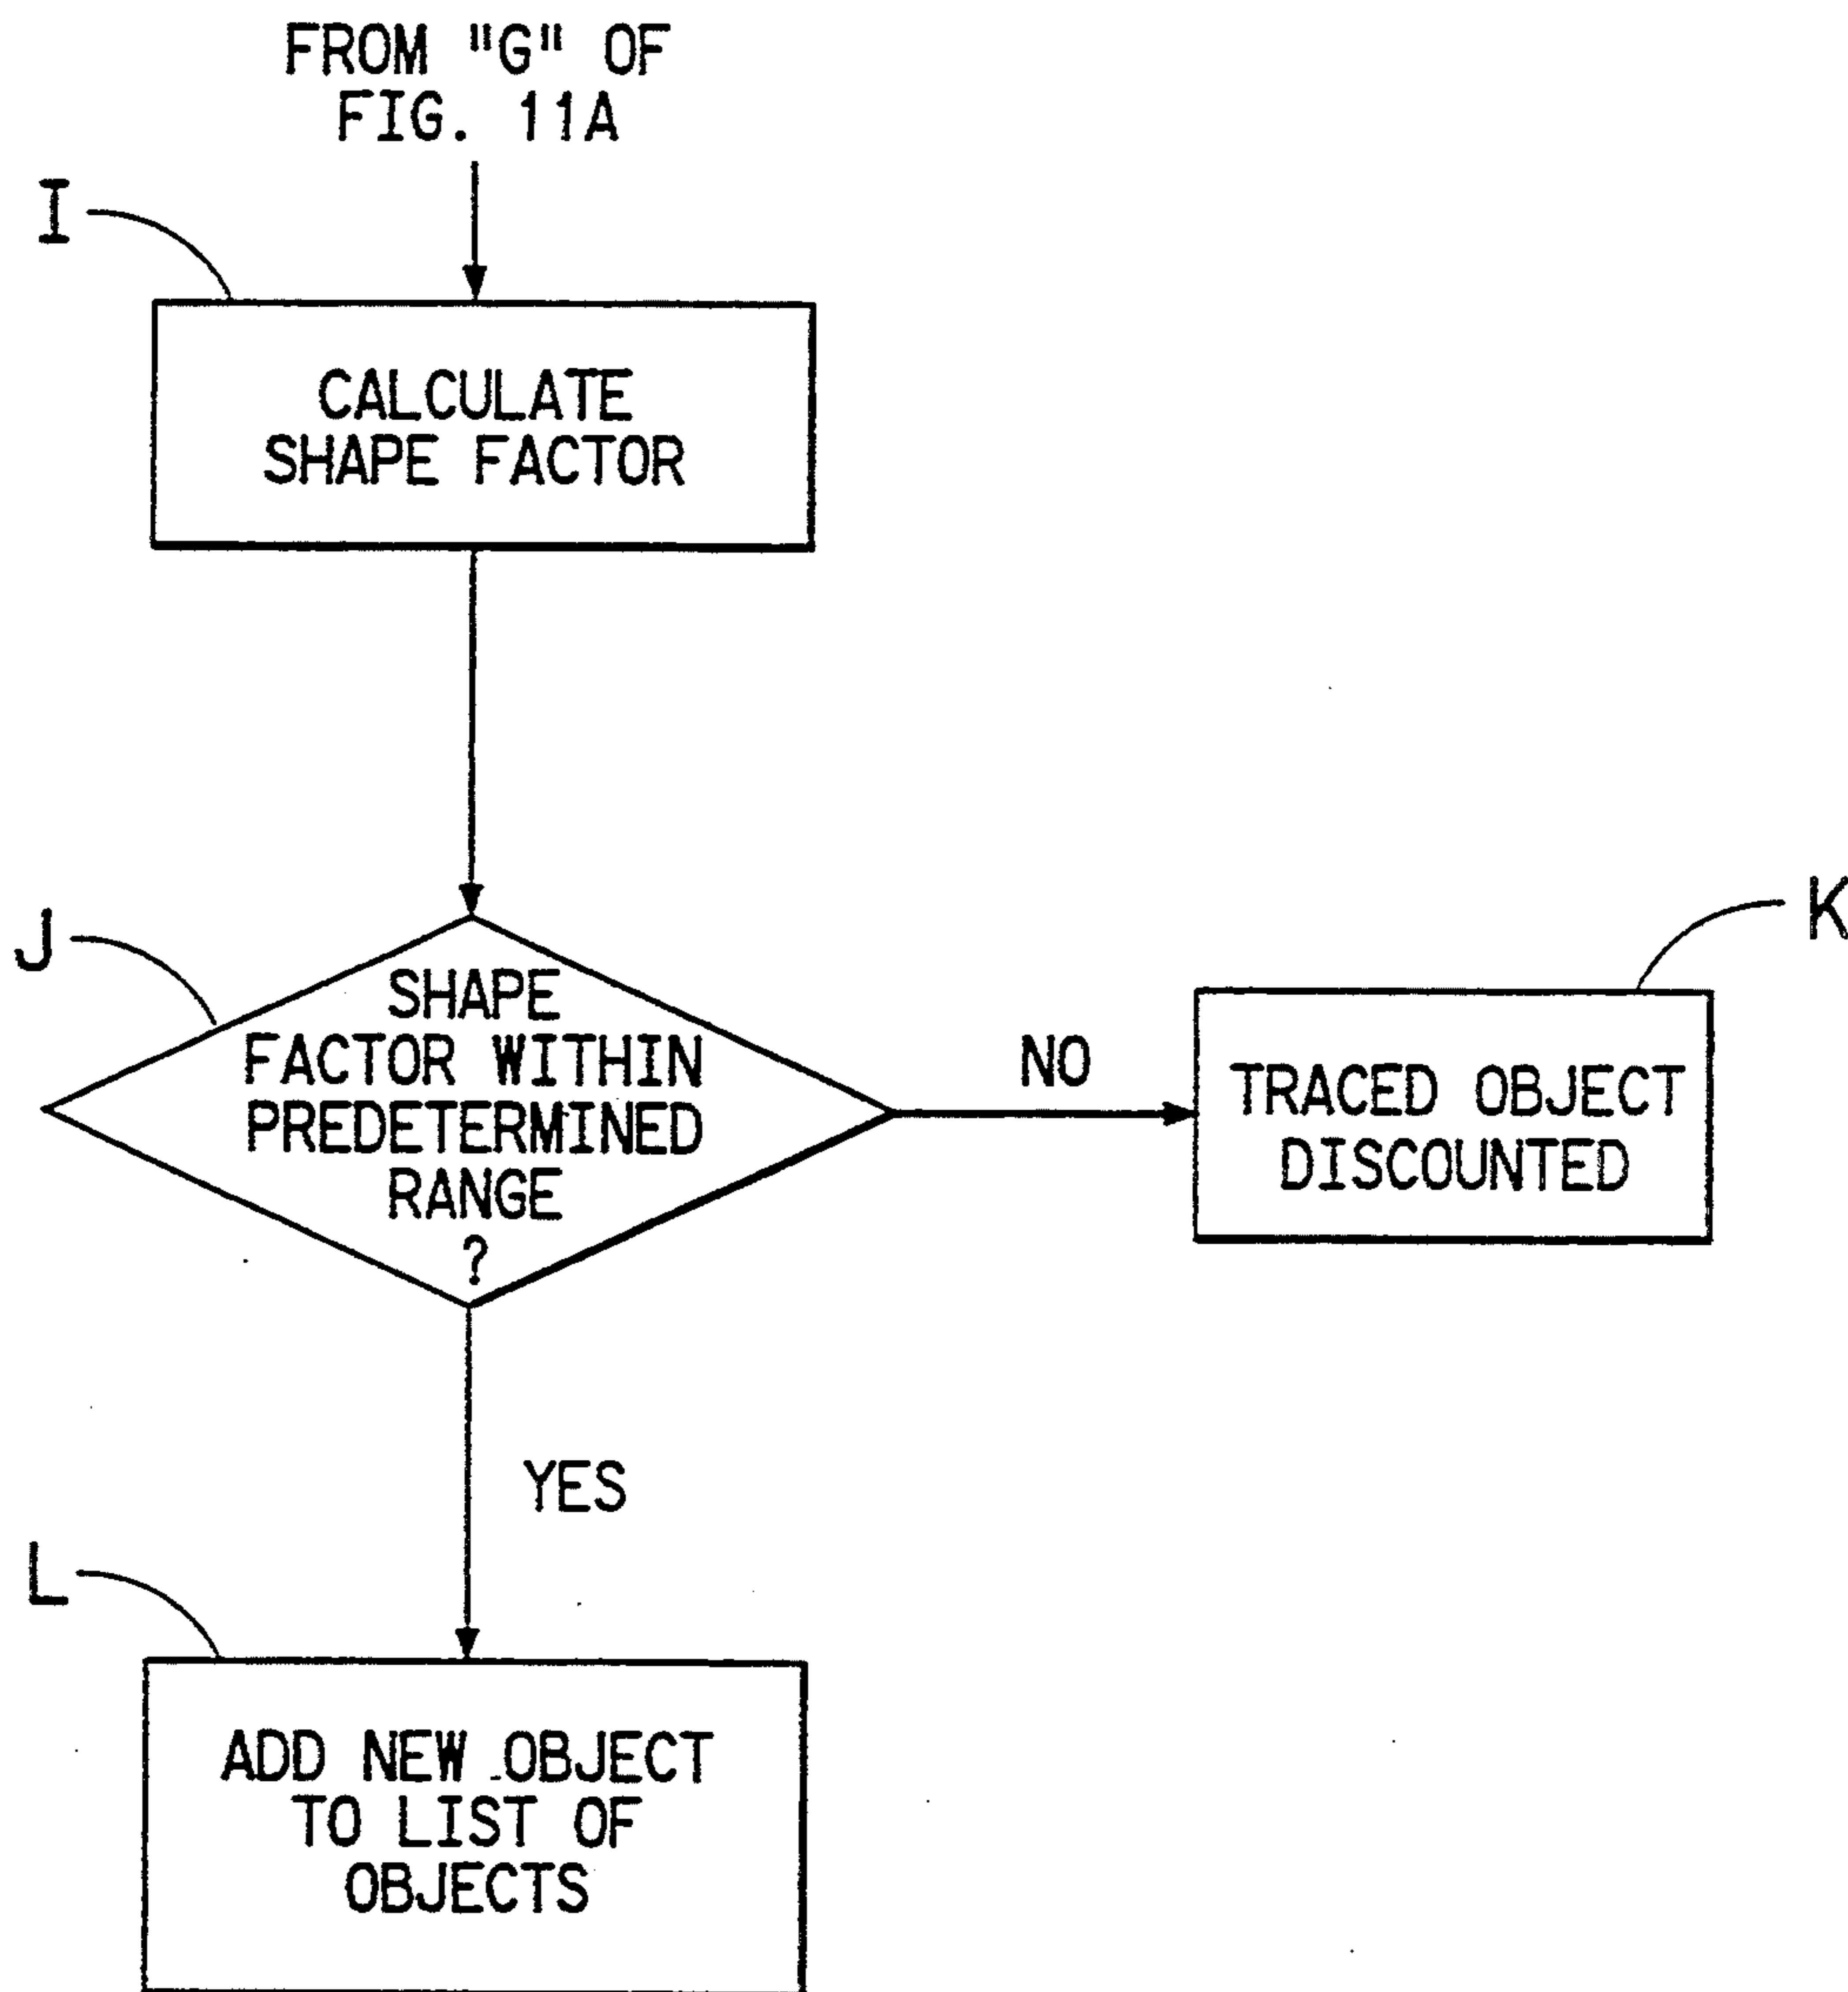 FROM "G" OF
FIG. 11A
I
CALCULATE
SHAPE FACTOR
J
SHAPE
FACTOR WITHIN
PREDETERMINED
RANGE
?
NO
K
TRACED OBJECT
DISCOUNTED
YES
L
ADD NEW OBJECT
TO LIST OF
OBJECTS